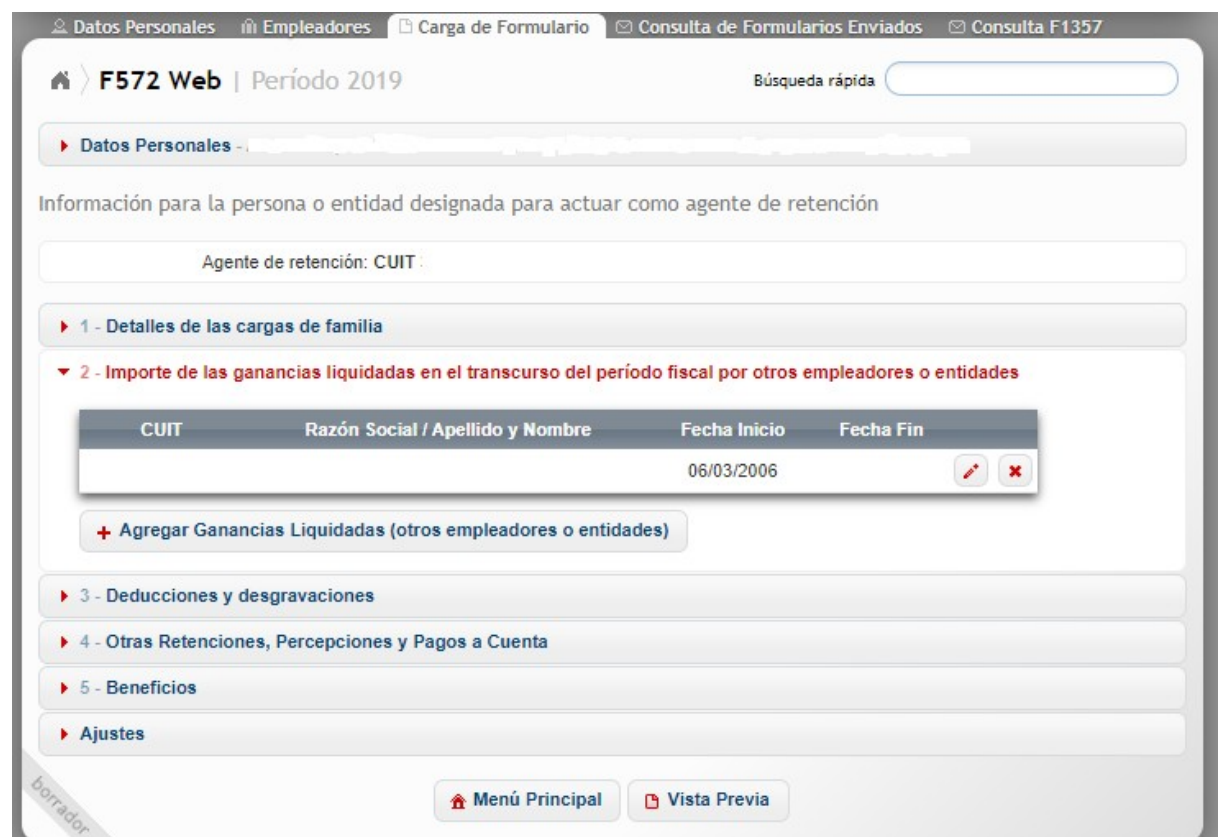 Datos Personales Empleadores Carga de Formulario Consulta de Formularios Enviados Consulta F1357
F572 Web | Período 2019 Búsqueda rápida
Datos Personales -
Información para la persona o entidad designada para actuar como agente de retención
Agente de retención: CUIT
1 - Detalles de las cargas de familia
2 - Importe de las ganancias liquidadas en el transcurso del período fiscal por otros empleadores o entidades
CUIT Razón Social / Apellido y Nombre Fecha Inicio Fecha Fin
06/03/2006
+ Agregar Ganancias Liquidadas (otros empleadores o entidades)
3 - Deducciones y desgravaciones
4 - Otras Retenciones, Percepciones y Pagos a Cuenta
5 - Beneficios
Ajustes
borrador
Menú Principal Vista Previa